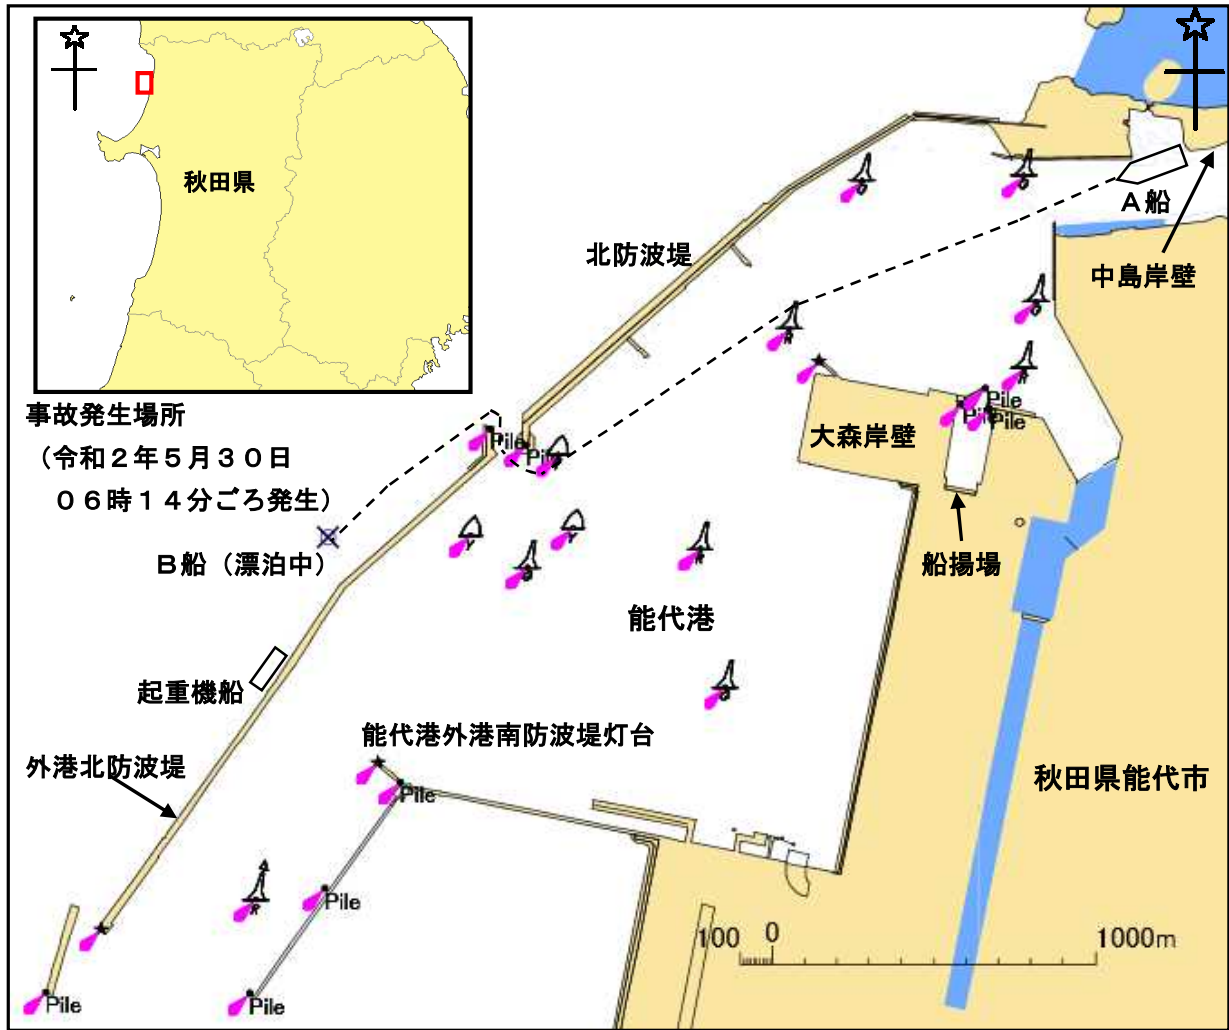 秋田県
A船
中島岸壁
北防波堤
大森岸壁
Pile
Pile
Pile
船揚場
Pile
事故発生場所
（令和２年５月３０日
０６時１４分ごろ発生）
B船（漂泊中）
能代港
起重機船
能代港外港南防波堤灯台
外港北防波堤
秋田県能代市
Pile
Pile
Pile
Pile
100 0 1000m